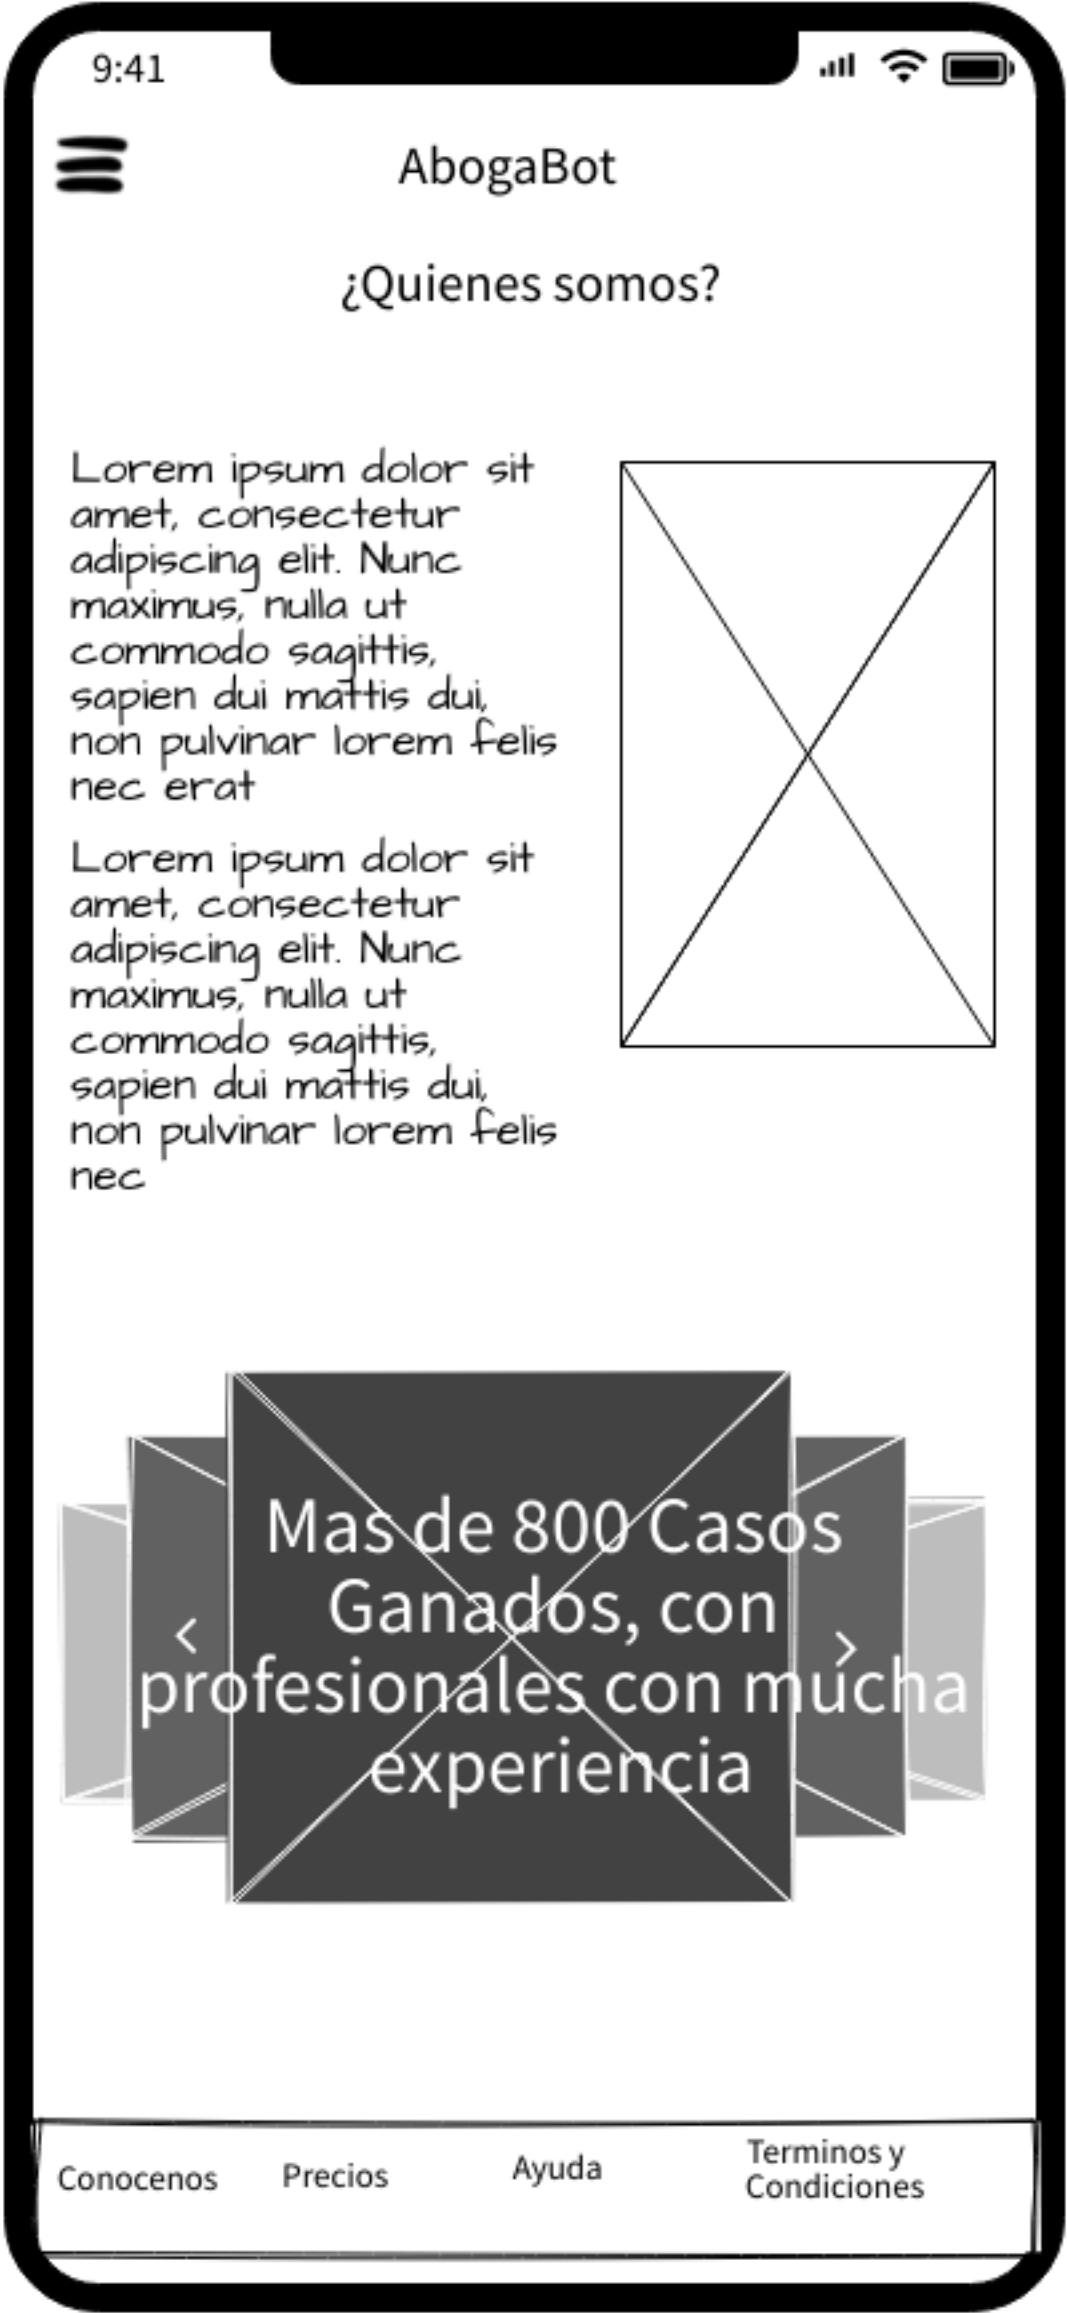 9:41
AbogaBot
¿Quienes somos?
Lorem ipsum dolor sit
amet, consectetur
adipiscing elit. Nunc
maximus, nulla ut
commodo sagittis,
sapien dui mattis dui,
non pulvinar lorem felis
nec erat
Lorem ipsum dolor sit
amet, consectetur
adipiscing elit. Nunc
maximus, nulla ut
commodo sagittis,
sapien dui mattis dui,
non pulvinar lorem felis
nec
Mas de 800 Casos
Ganados, con
profesionales con mucha
experiencia
Conocenos Precios Ayuda Terminos y
Condiciones